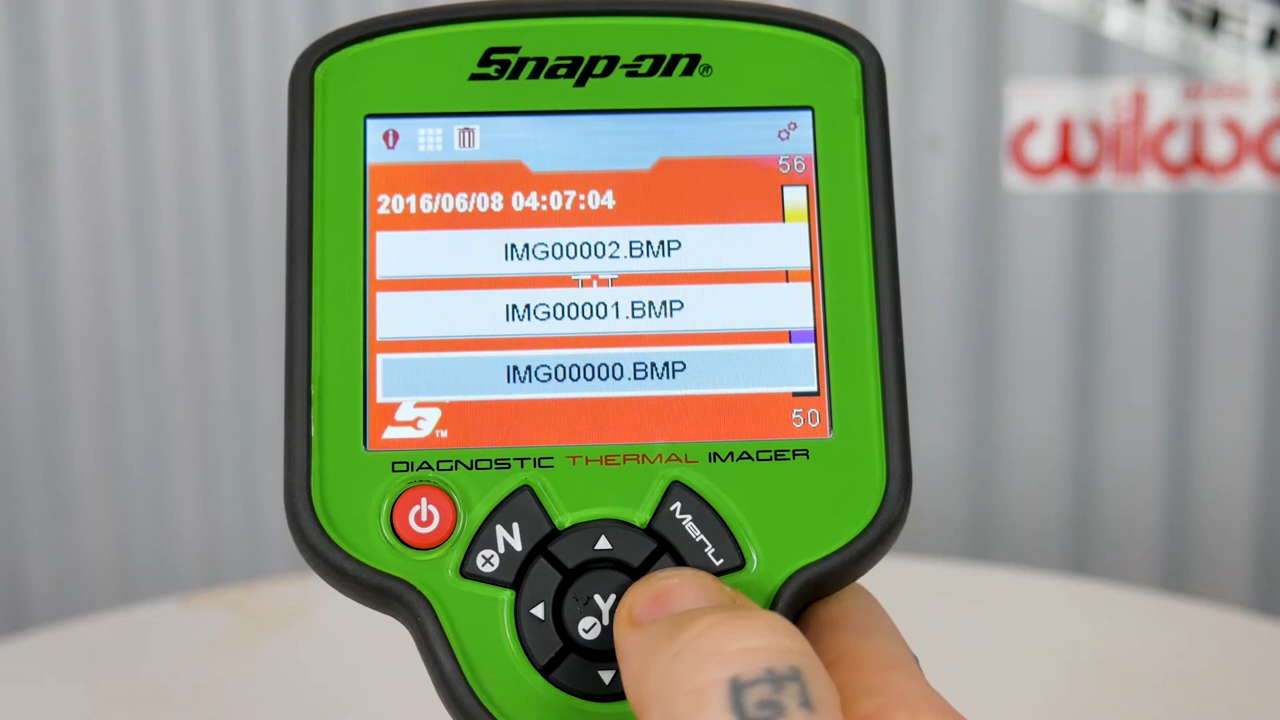 Snap-on®
56
2016/06/08 04:07:04
IMG00002.BMP
IMG00001.BMP
IMG00000.BMP
S™
50
DIAGNOSTIC THERMAL IMAGER
N
Menu
Y